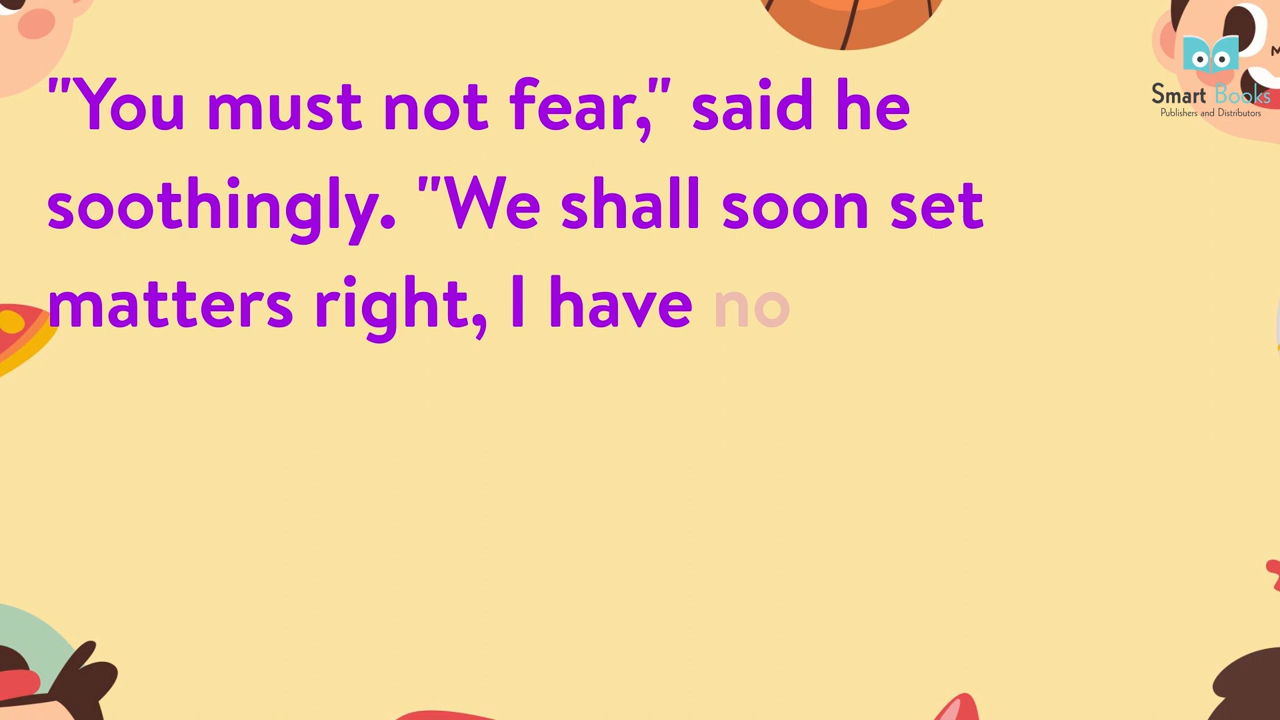 "You must not fear," said he
soothingly. "We shall soon set
matters right, I have no
Smart Books
Publishers and Distributors